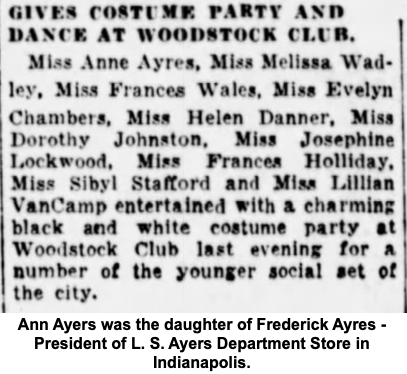 GIVES COSTUME PARTY AND
DANCE AT WOODSTOCK CLUB.
Miss Anne Ayres, Miss Melissa Wad-
ley, Miss Frances Wales, Miss Evelyn
Chambers, Miss Helen Danner, Miss
Dorothy Johnston, Miss Josephine
Lockwood, Miss Frances Holliday,
Miss Sibyl Stafford and Miss Lillian
VanCamp entertained with a charming
black and white costume party at
Woodstock Club last evening for a
number of the younger social set of
the city.
Ann Ayers was the daughter of Frederick Ayres -
President of L. S. Ayers Department Store in
Indianapolis.